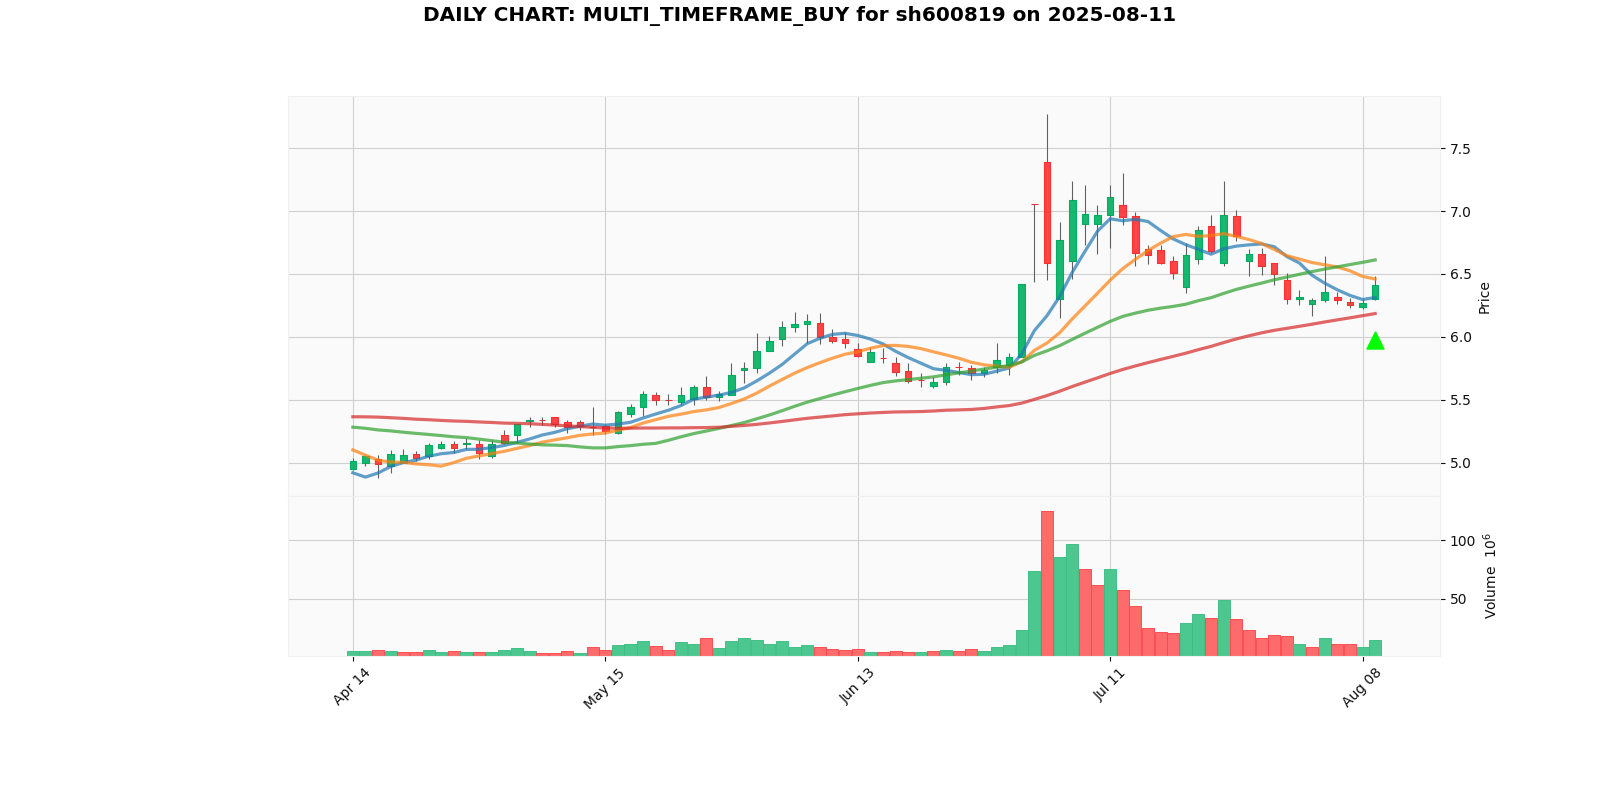 DAILY CHART: MULTI_TIMEFRAME_BUY for sh600819 on 2025-08-11
7.5
7.0
6.5
6.0
5.5
5.0
Price
100
50
Volume 10⁶
Apr 14
May 15
Jun 13
Jul 11
Aug 08